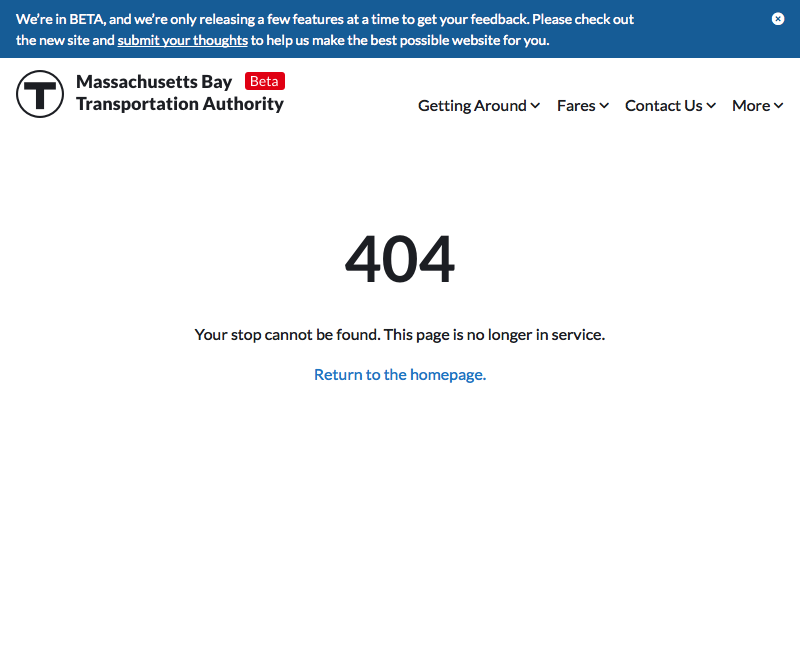 We're in BETA, and we're only releasing a few features at a time to get your feedback. Please check out
the new site and submit your thoughts to help us make the best possible website for you.
T
Massachusetts Bay Beta
Transportation Authority
Getting Around Fares Contact Us More
404
Your stop cannot be found. This page is no longer in service.
Return to the homepage.